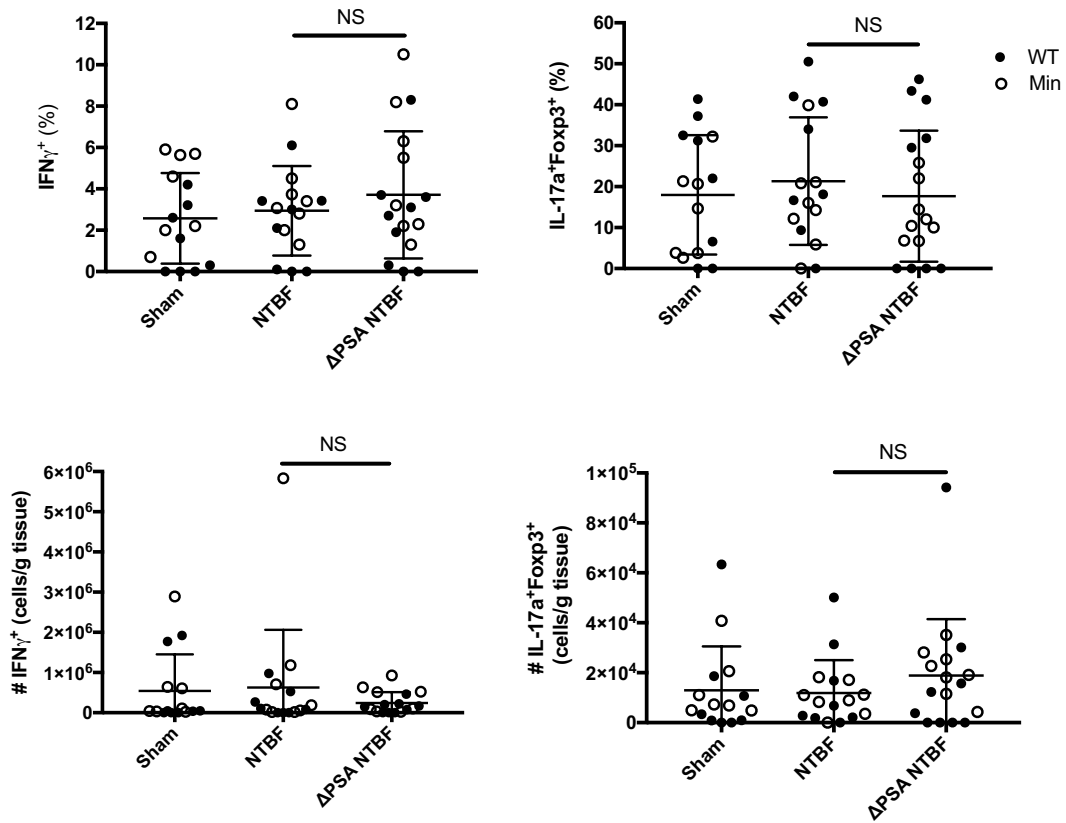 NS
12
10
8
6
4
2
0
IFNγ⁺ (%)
Sham
NTBF
ΔPSA NTBF
NS
60
50
40
30
20
10
0
IL-17a⁺Foxp3⁺ (%)
Sham
NTBF
ΔPSA NTBF
WT
Min
NS
6×10⁶
5×10⁶
4×10⁶
3×10⁶
2×10⁶
1×10⁶
0
# IFNγ⁺ (cells/g tissue)
Sham
NTBF
ΔPSA NTBF
NS
1×10⁵
8×10⁴
6×10⁴
4×10⁴
2×10⁴
0
# IL-17a⁺Foxp3⁺
(cells/g tissue)
Sham
NTBF
ΔPSA NTBF